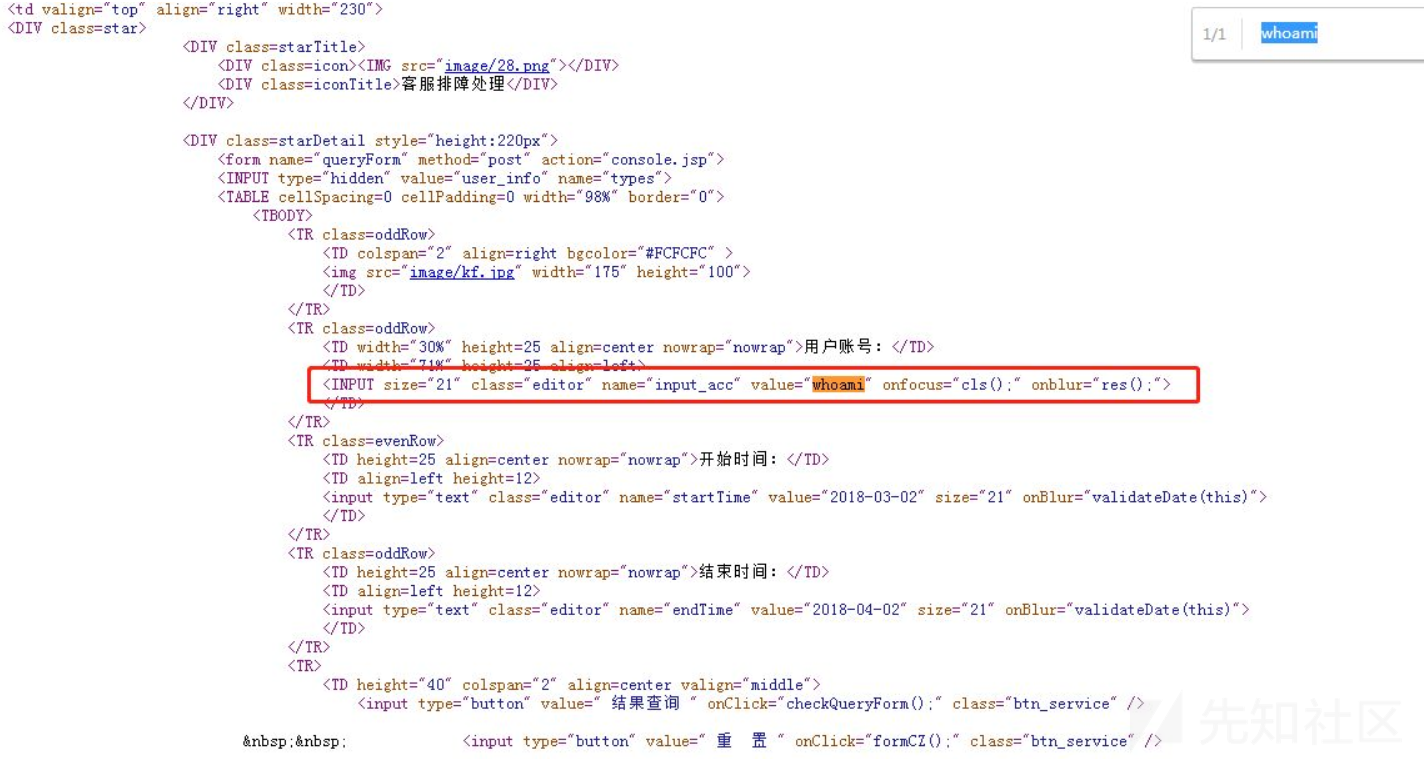 <td valign="top" align="right" width="230">
<DIV class=star>
1/1 whoami
<DIV class=starTitle>
<DIV class=icon><IMG src="image/28.png"></DIV>
<DIV class=iconTitle>客服排障处理</DIV>
</DIV>
<DIV class=starDetail style="height:220px">
<form name="queryForm" method="post" action="console.jsp">
<INPUT type="hidden" value="user_info" name="types">
<TABLE cellSpacing=0 cellPadding=0 width="98%" border="0">
<TBODY>
<TR class=oddRow>
<TD colspan="2" align=right bgcolor="#FCFCFC" >
<img src="image/kf.jpg" width="175" height="100">
</TD>
</TR>
<TR class=oddRow>
<TD width="30%" height=25 align=center nowrap="nowrap">用户账号：</TD>
<TD width="71%" height=25 align=left>
<INPUT size="21" class="editor" name="input_acc" value="whoami" onfocus="cls();" onblur="res();">
</TD>
</TR>
<TR class=evenRow>
<TD height=25 align=center nowrap="nowrap">开始时间：</TD>
<TD align=left height=12>
<input type="text" class="editor" name="startTime" value="2018-03-02" size="21" onBlur="validateDate(this)">
</TD>
</TR>
<TR class=oddRow>
<TD height=25 align=center nowrap="nowrap">结束时间：</TD>
<TD align=left height=12>
<input type="text" class="editor" name="endTime" value="2018-04-02" size="21" onBlur="validateDate(this)">
</TD>
</TR>
<TR>
<TD height="40" colspan="2" align=center valign="middle">
<input type="button" value=" 结果查询 " onClick="checkQueryForm();" class="btn_service" />
&nbsp;&nbsp; <input type="button" value=" 重 置 " onClick="formCZ();" class="btn_service" />
先知社区